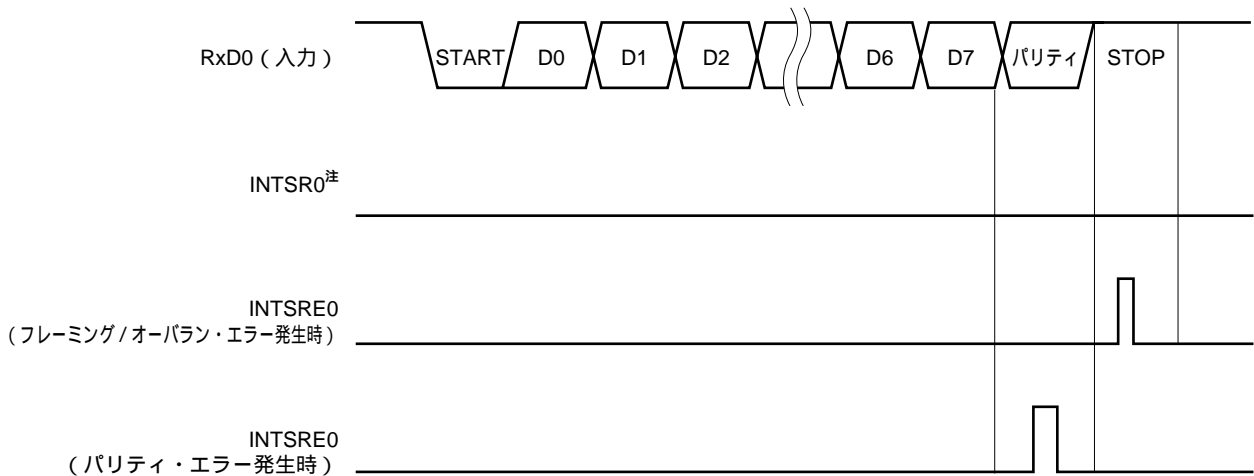 RxD0（入力） START D0 D1 D2 D6 D7 パリティ STOP
INTSR0注
INTSRE0
（フレーミング / オーバラン・エラー発生時）
INTSRE0
（パリティ・エラー発生時）